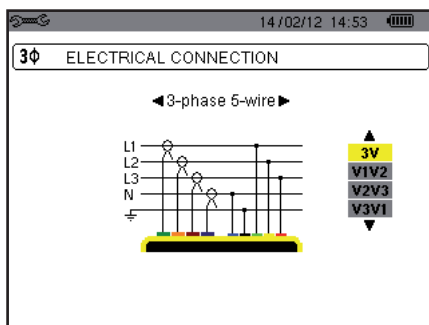 14/02/12 14:53
3Φ ELECTRICAL CONNECTION
◄3-phase 5-wire►
L1
L2
L3
N
3V
V1V2
V2V3
V3V1